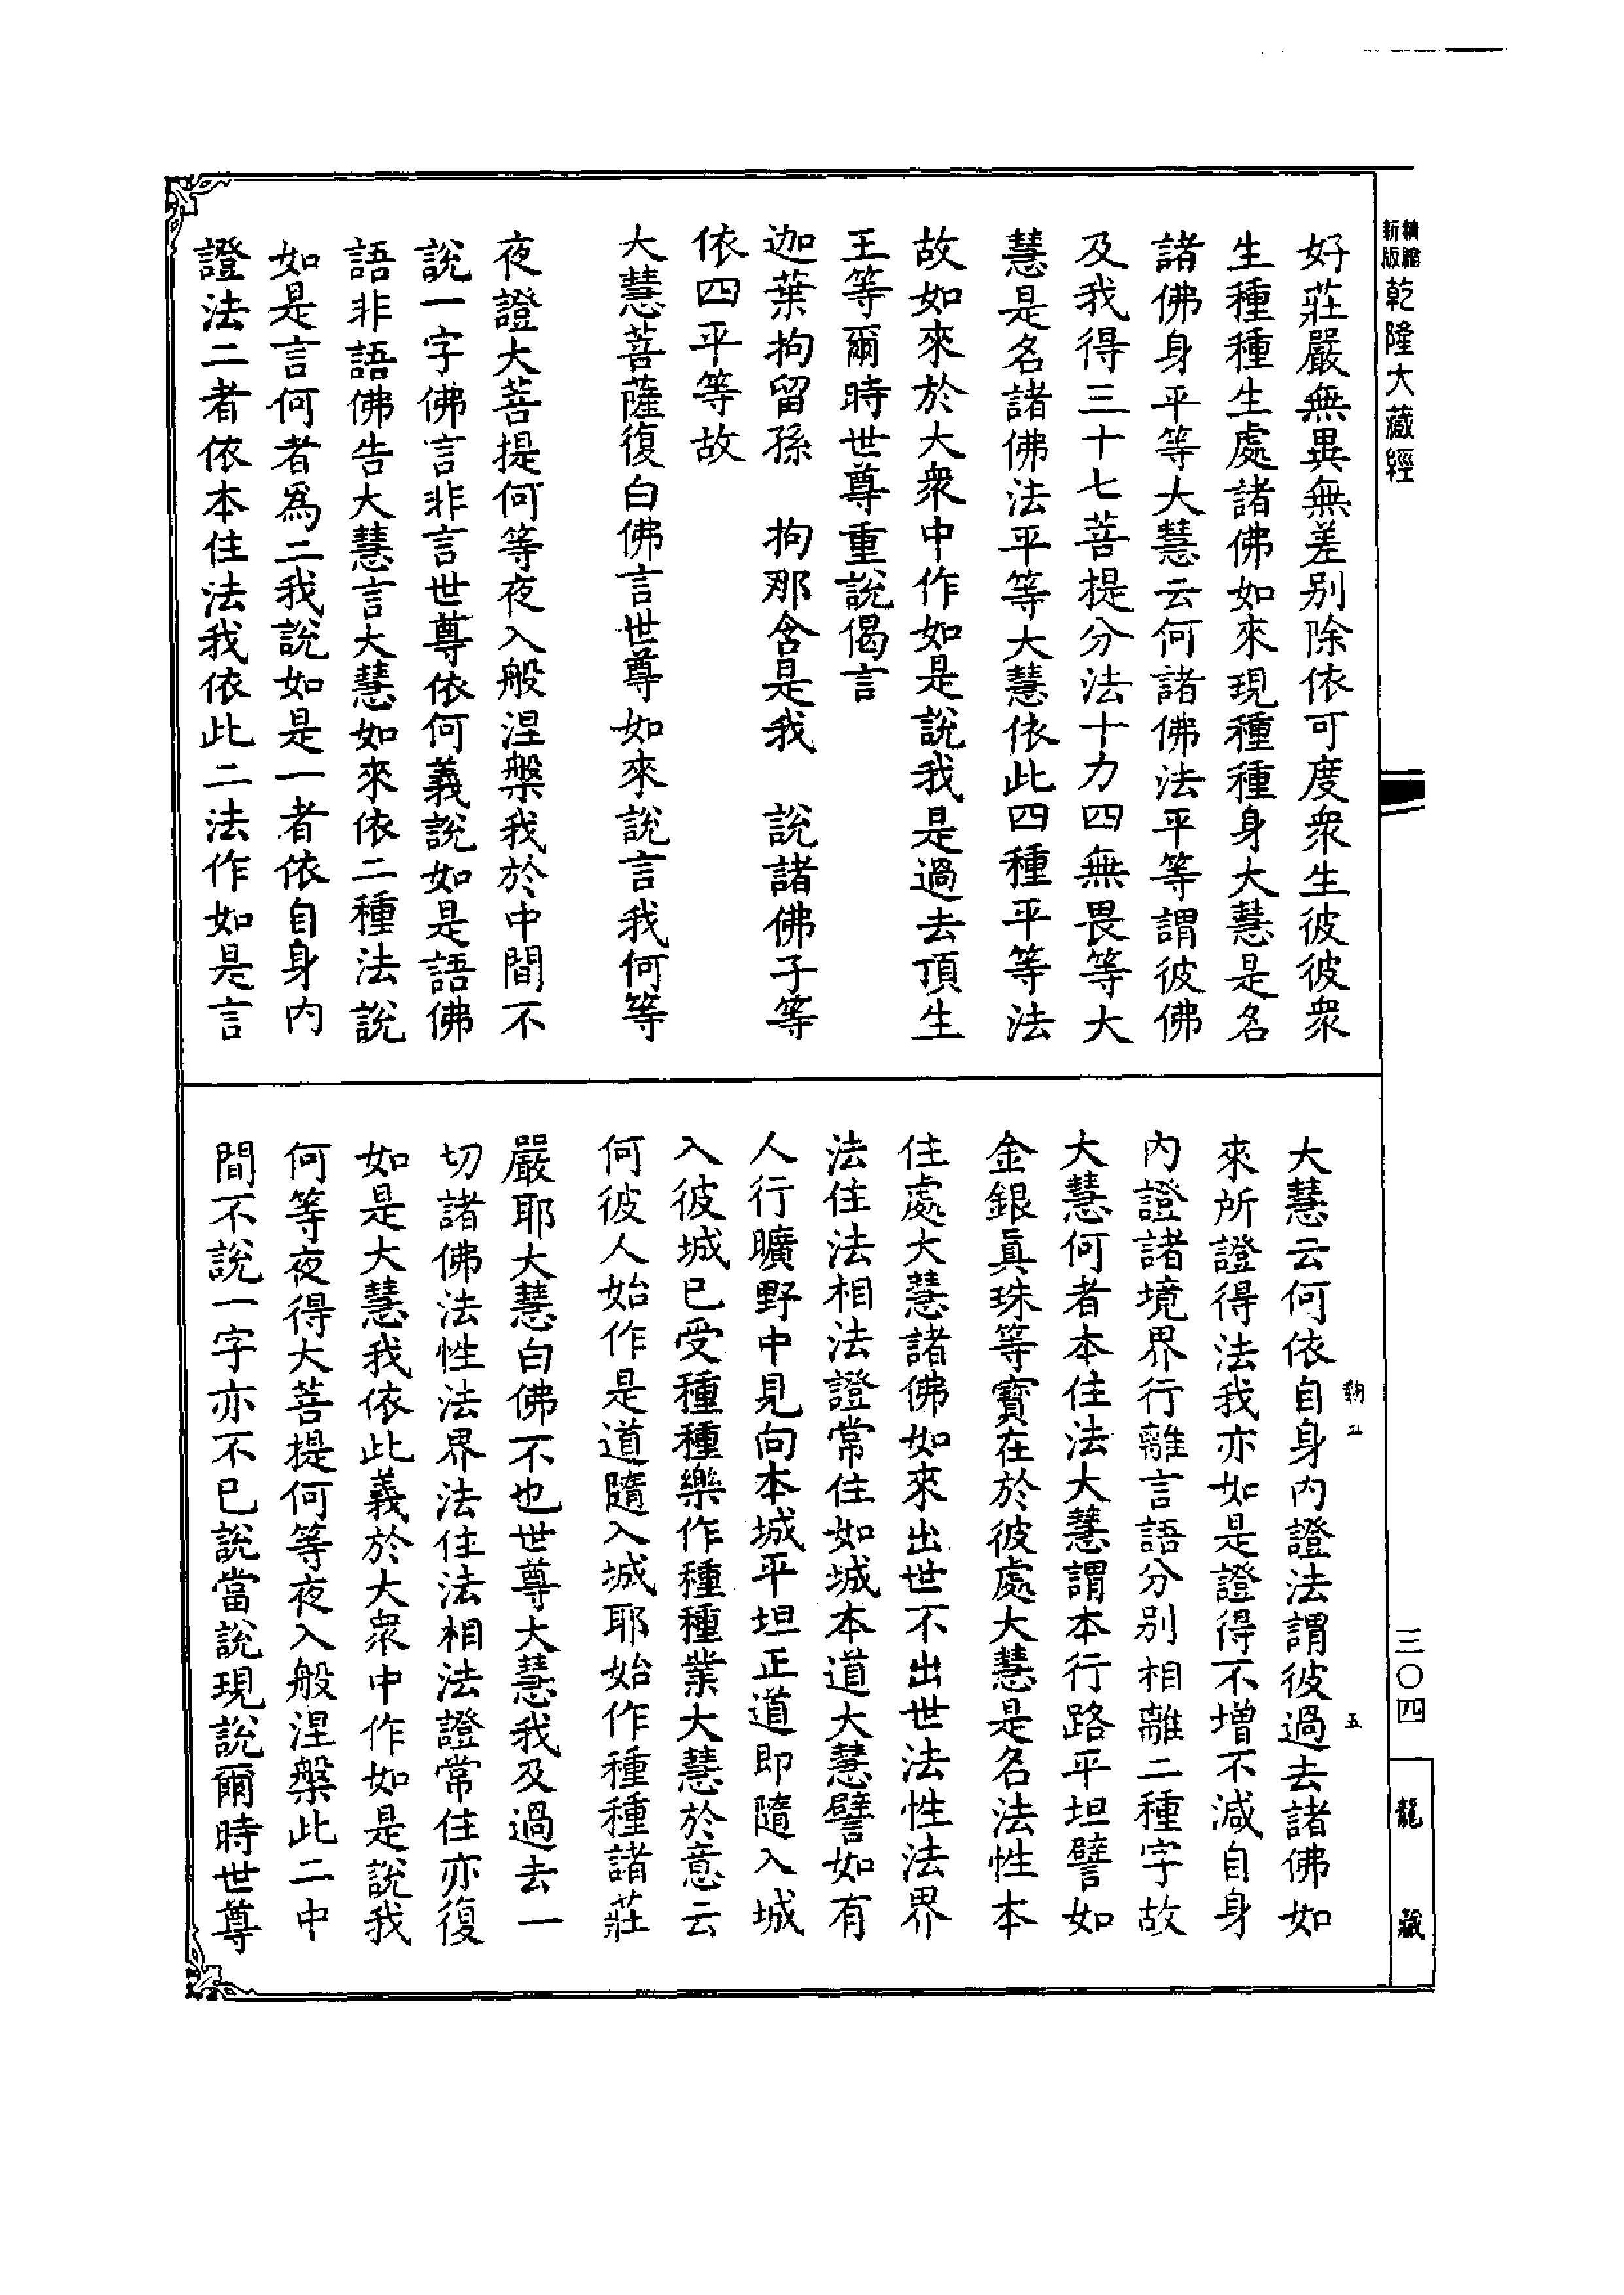 精縮新版乾隆大藏經
好莊嚴無異無差別除依可度衆生彼彼衆
生種種生處諸佛如來現種種身大慧是名
諸佛身平等大慧云何諸佛法平等謂彼佛
及我得三十七菩提分法十力四無畏等大
慧是名諸佛法平等大慧依此四種平等法
故如來於大衆中作如是說我是過去頂生
王等爾時世尊重說偈言
迦葉拘留孫　拘那含是我　說諸佛子等
依四平等故
大慧菩薩復白佛言世尊如來說言我何等
夜證大菩提何等夜入般涅槃我於中間不
說一字佛言非言世尊依何義說如是語佛
語非語佛告大慧言大慧如來依二種法說
如是言何者爲二我說如是一者依自身內
證法二者依本住法我依此二法作如是言
大慧云何依自身內證法謂彼過去諸佛如
來所證得法我亦如是證得不增不減自身
內證諸境界行離言語分別相離二種字故
大慧何者本住法大慧謂本行路平坦譬如
金銀眞珠等寶在於彼處大慧是名法性本
住處大慧諸佛如來出世不出世法性法界
法住法相法證常住如城本道大慧譬如有
人行曠野中見向本城平坦正道即隨入城
入彼城已受種種樂作種種業大慧於意云
何彼人始作是道隨入城耶始作種種諸莊
嚴耶大慧白佛不也世尊大慧我及過去一
切諸佛法性法界法住法相法證常住亦復
如是大慧我依此義於大衆中作如是說我
何等夜得大菩提何等夜入般涅槃此二中
間不說一字亦不已說當說現說爾時世尊
五
三〇四
龍藏